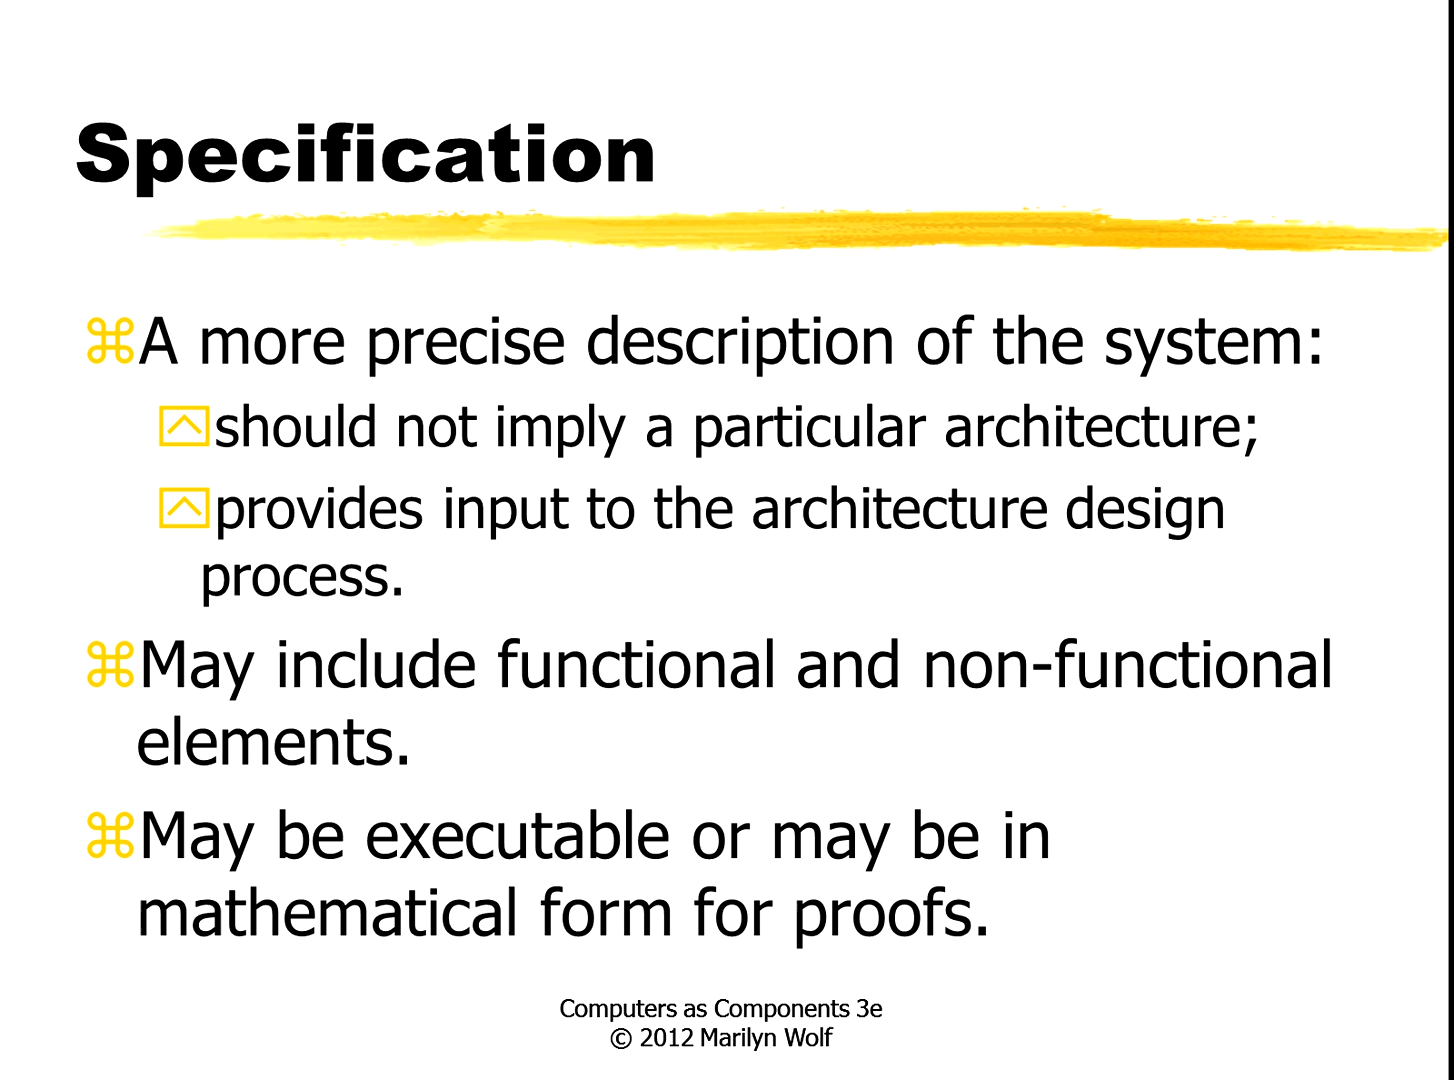 Specification
⌘A more precise description of the system:
should not imply a particular architecture;
provides input to the architecture design
process.
⌘May include functional and non-functional
elements.
⌘May be executable or may be in
mathematical form for proofs.
Computers as Components 3e
© 2012 Marilyn Wolf